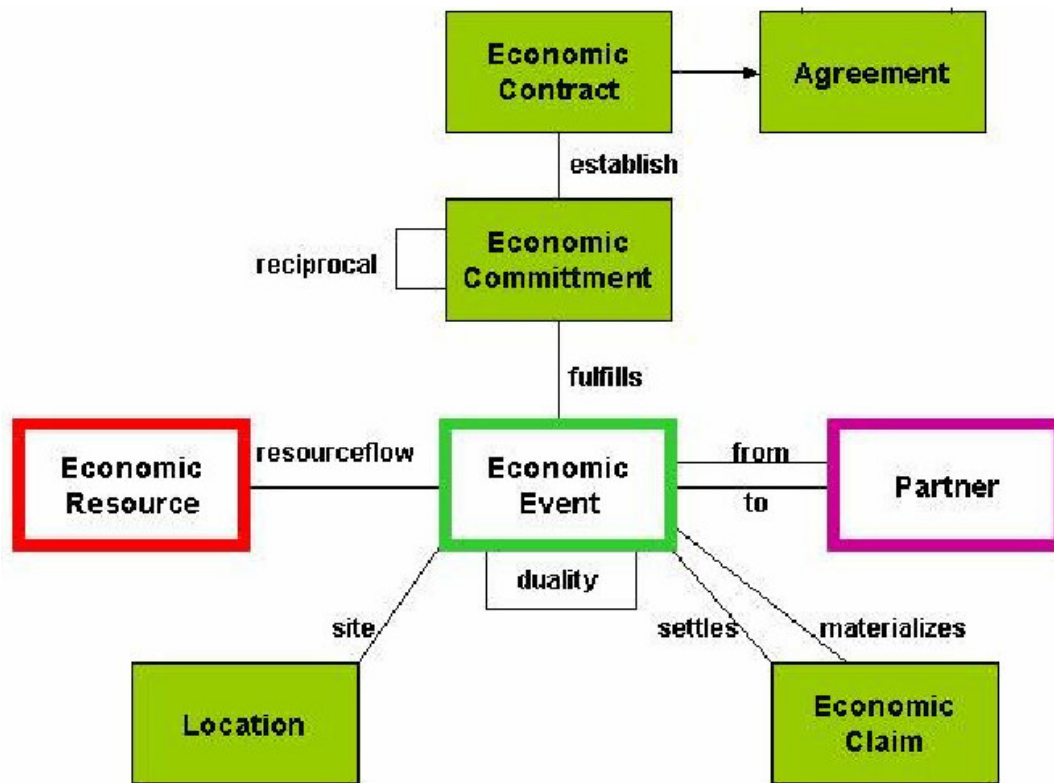 Economic
Contract
Agreement
establish
Economic
Committment
reciprocal
fulfills
Economic
Resource
resourceflow
Economic
Event
from
to
Partner
duality
site
settles
materializes
Location
Economic
Claim